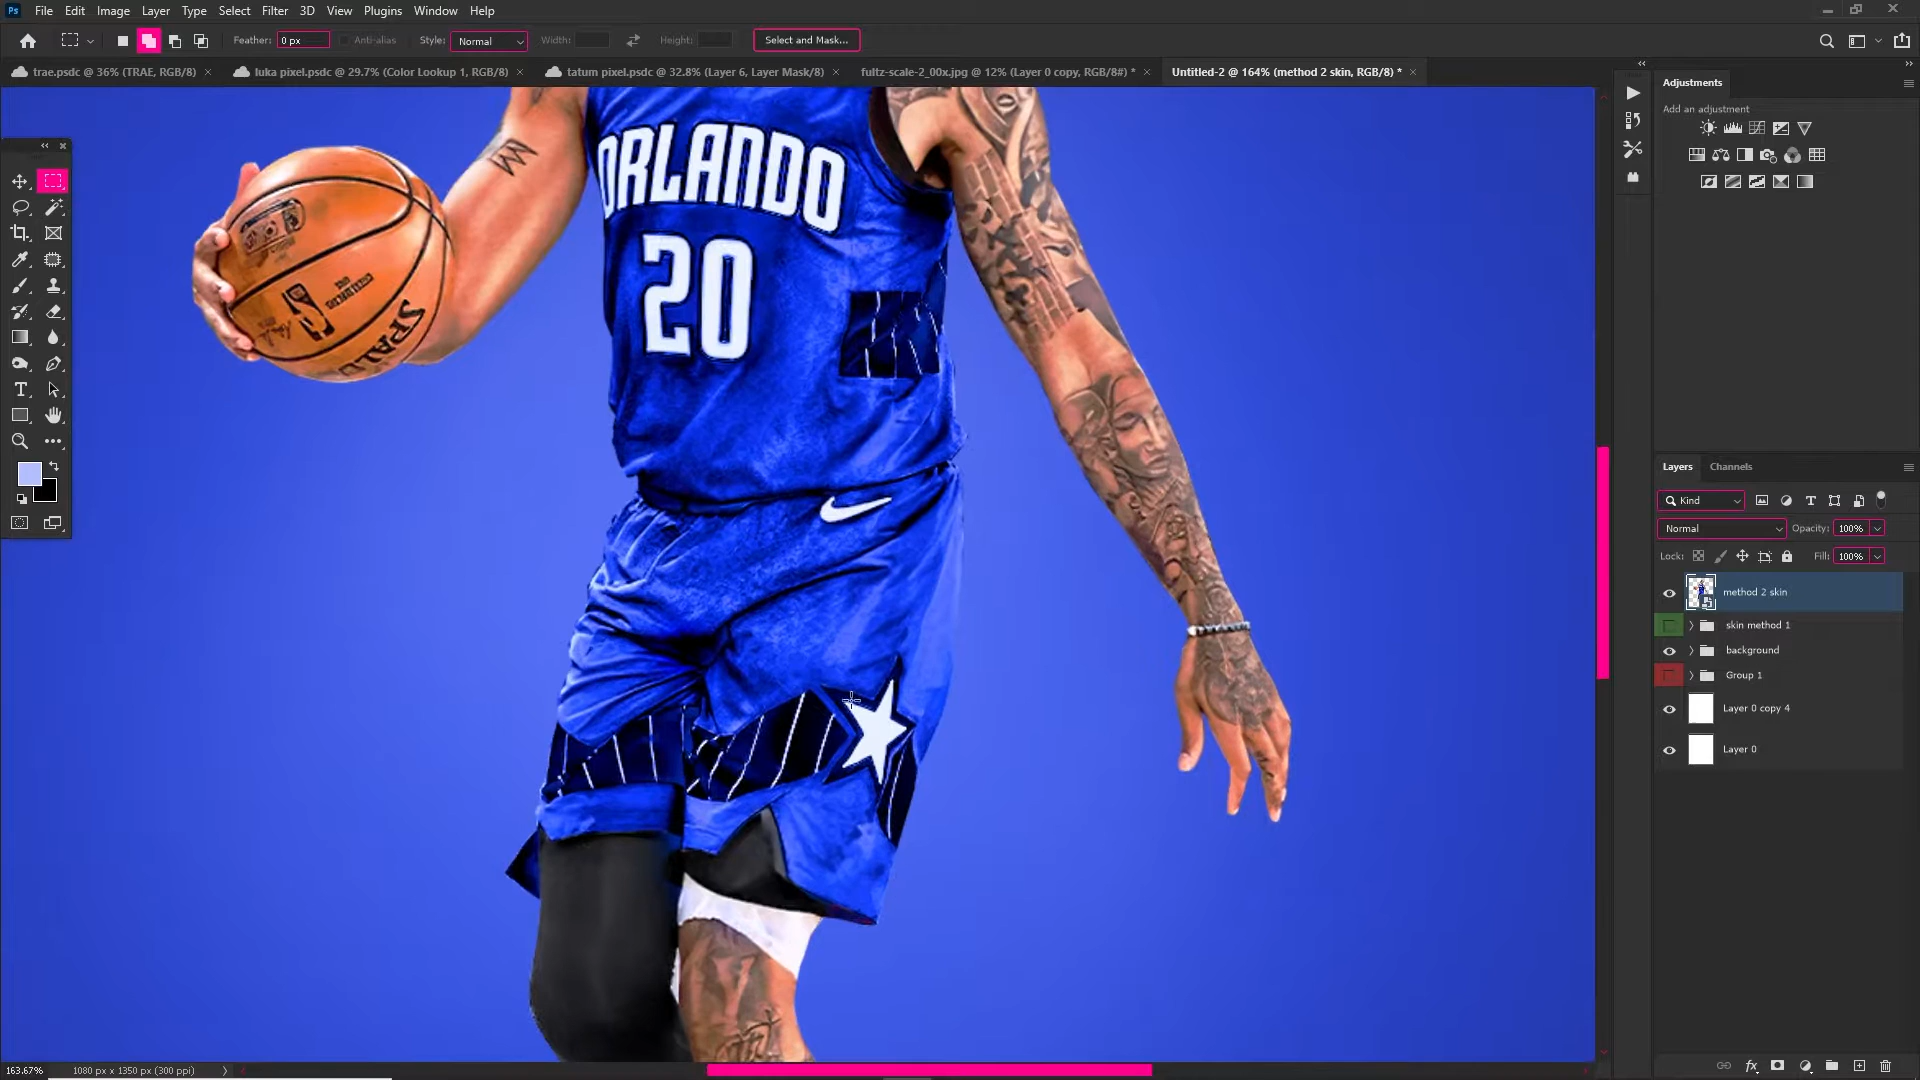 Ps File Edit Image Layer Type Select Filter 3D View Plugins Window Help
Feather: 0 px Anti-alias Style: Normal Width: Height: Select and Mask...
trae.psdc @ 36% (TRAE, RGB/8) × luka pixel.psdc @ 29.7% (Color Lookup 1, RGB/8) × tatum pixel.psdc @ 32.8% (Layer 6, Layer Mask/8) × fultz-scale-2_00x.jpg @ 12% (Layer 0 copy, RGB/8#) * × Untitled-2 @ 164% (method 2 skin, RGB/8) * ×
Adjustments
Add an adjustment
ORLANDO
20
SPALD
Layers Channels
Kind
Normal Opacity: 100%
Lock: Fill: 100%
method 2 skin
skin method 1
background
Group 1
Layer 0 copy 4
Layer 0
fx
163.67% 1080 px x 1350 px (300 ppi)